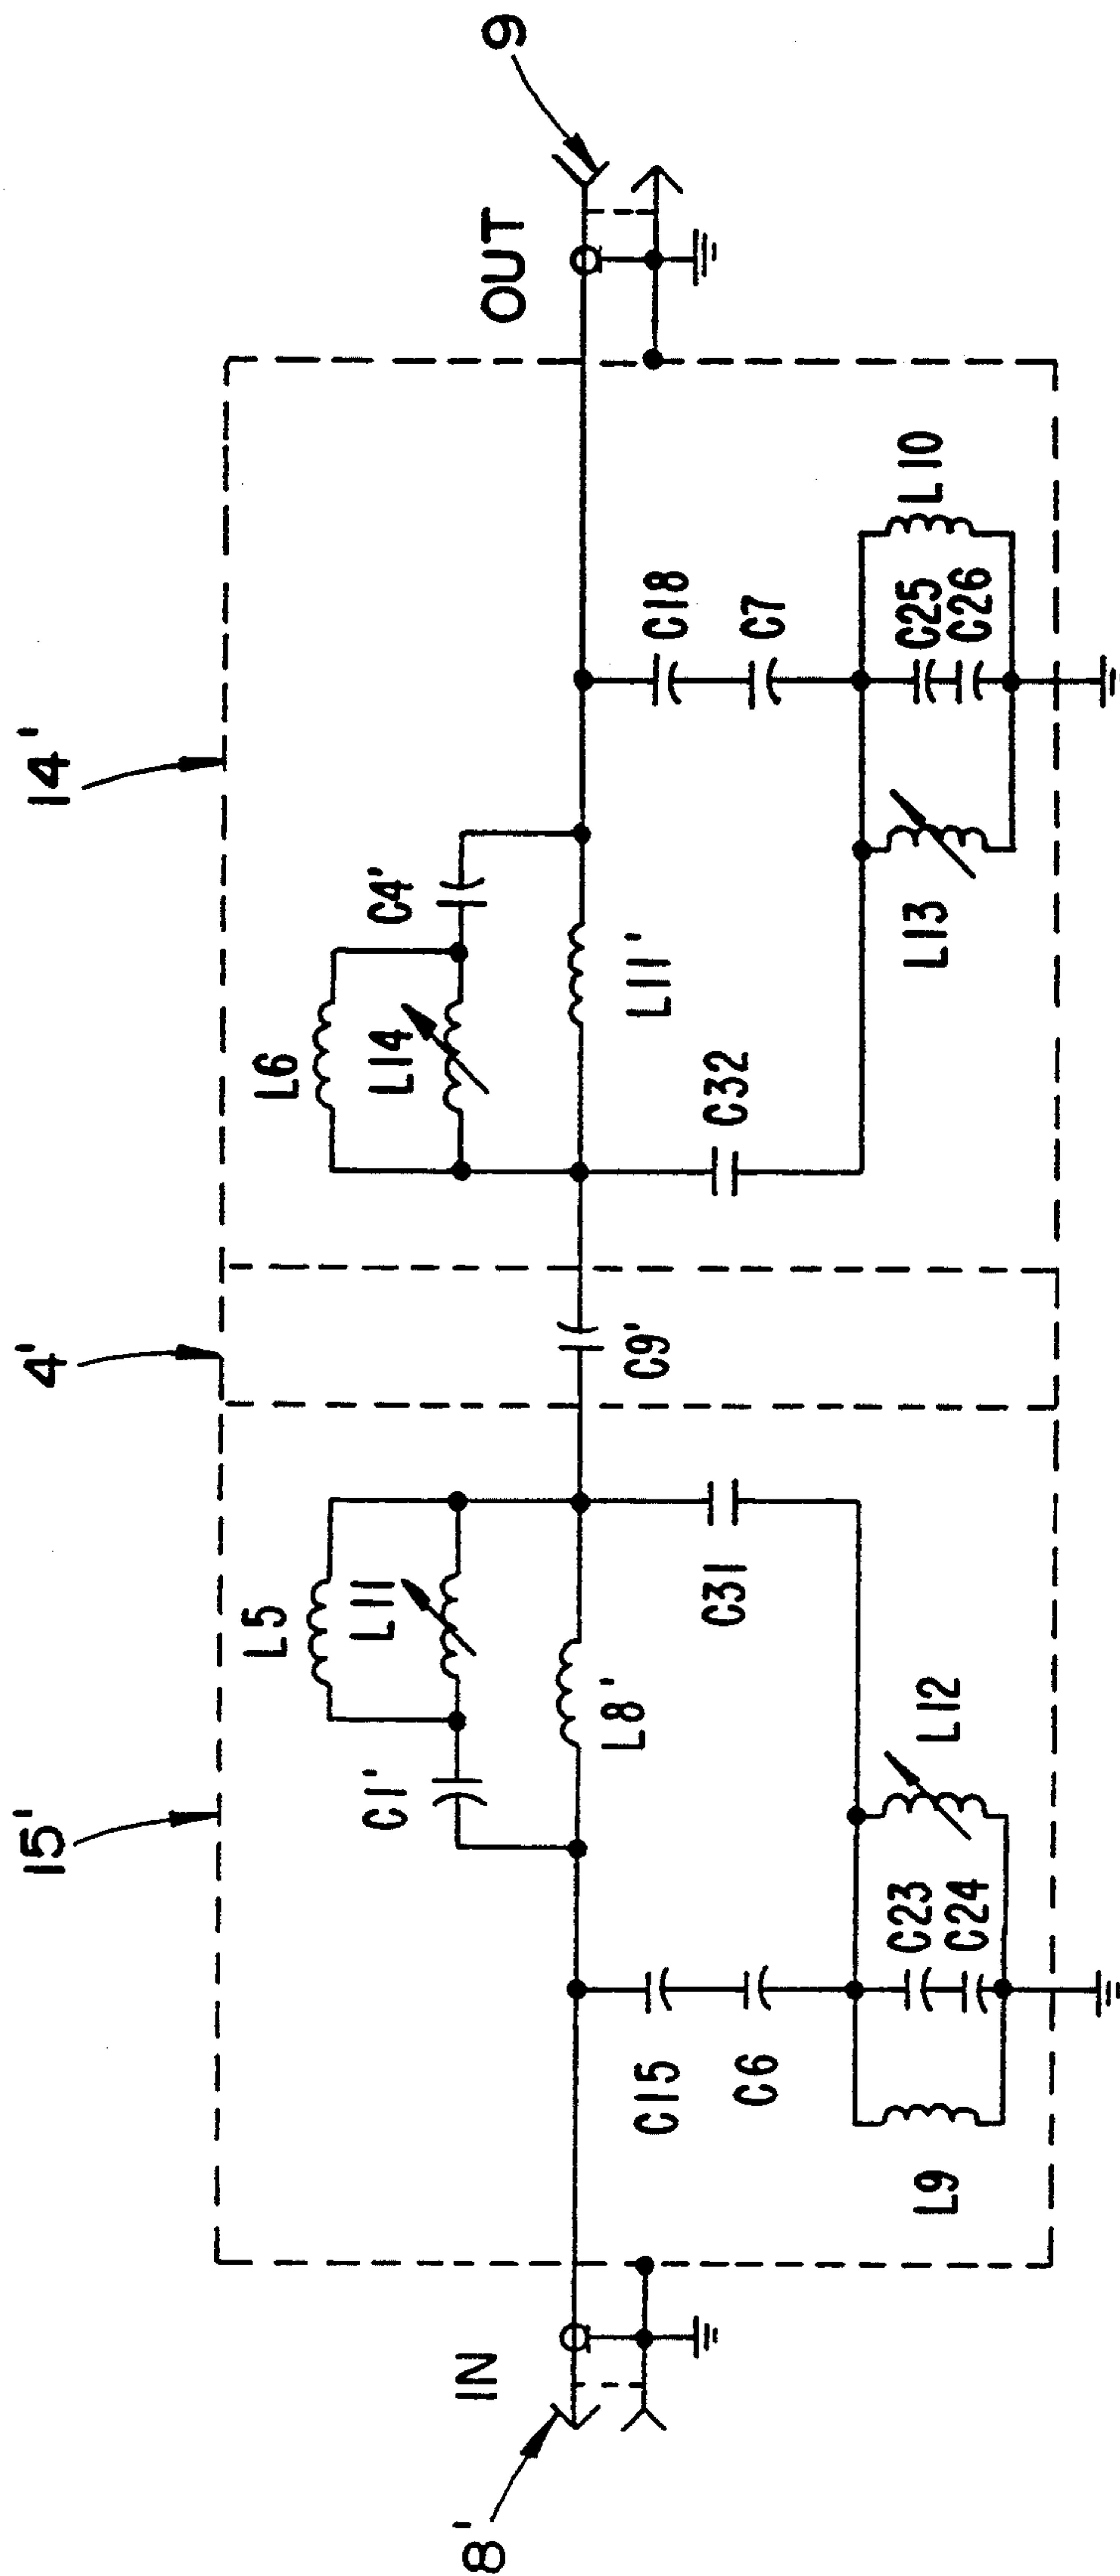 15'
4'
14'
8'
IN
OUT
9
L5
L11
C1'
L8'
C31
C15
C6
C23
C24
L9
L12
C9'
L6
L14
C4'
L11'
C32
C18
C7
C25
C26
L10
L13